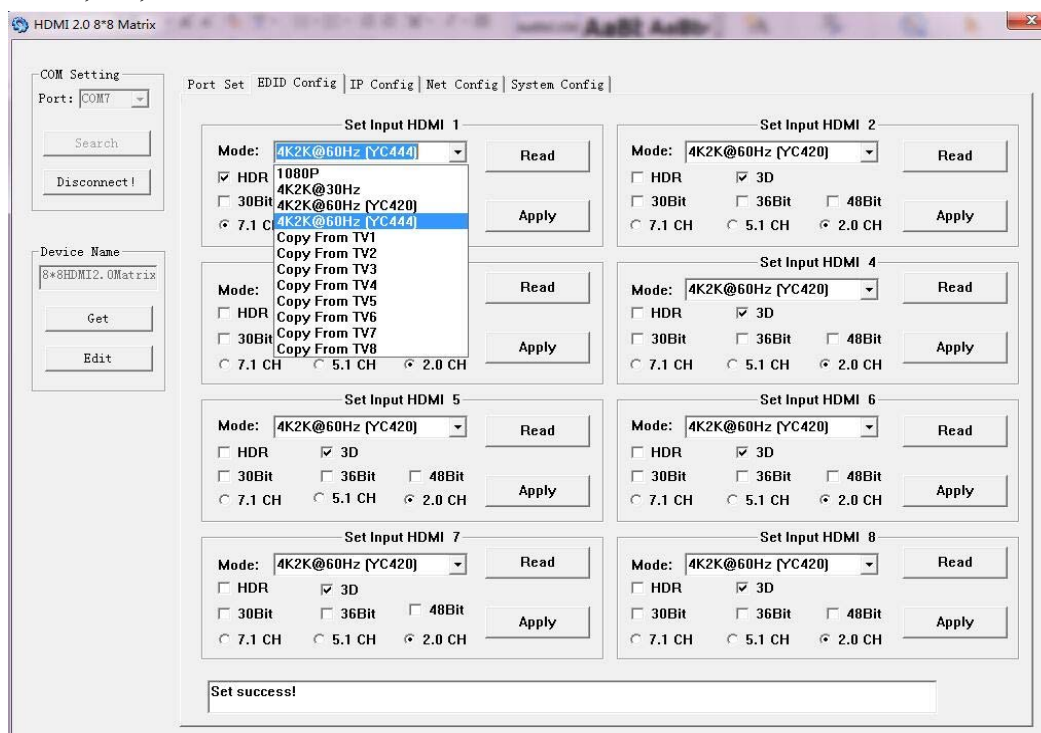 HDMI 2.0 8*8 Matrix
COM Setting
Port: COM7
Search
Disconnect!
Device Name
8*8HDMI2.0Matrix
Get
Edit
Port Set EDID Config IP Config Net Config System Config
Set Input HDMI 1
Mode: 4K2K@60Hz (YC444)
Read
1080P
4K2K@30Hz
4K2K@60Hz (YC420)
4K2K@60Hz (YC444)
Copy From TV1
Copy From TV2
Copy From TV3
Copy From TV4
Copy From TV5
Copy From TV6
Copy From TV7
Copy From TV8
HDR
30Bit
7.1 C
Apply
Set Input HDMI 2
Mode: 4K2K@60Hz (YC420)
Read
HDR 3D
30Bit 36Bit 48Bit
7.1 CH 5.1 CH 2.0 CH
Apply
Mode:
Read
HDR
30Bit
7.1 CH 5.1 CH 2.0 CH
Apply
Set Input HDMI 4
Mode: 4K2K@60Hz (YC420)
Read
HDR 3D
30Bit 36Bit 48Bit
7.1 CH 5.1 CH 2.0 CH
Apply
Set Input HDMI 5
Mode: 4K2K@60Hz (YC420)
Read
HDR 3D
30Bit 36Bit 48Bit
7.1 CH 5.1 CH 2.0 CH
Apply
Set Input HDMI 6
Mode: 4K2K@60Hz (YC420)
Read
HDR 3D
30Bit 36Bit 48Bit
7.1 CH 5.1 CH 2.0 CH
Apply
Set Input HDMI 7
Mode: 4K2K@60Hz (YC420)
Read
HDR 3D
30Bit 36Bit 48Bit
7.1 CH 5.1 CH 2.0 CH
Apply
Set Input HDMI 8
Mode: 4K2K@60Hz (YC420)
Read
HDR 3D
30Bit 36Bit 48Bit
7.1 CH 5.1 CH 2.0 CH
Apply
Set success!